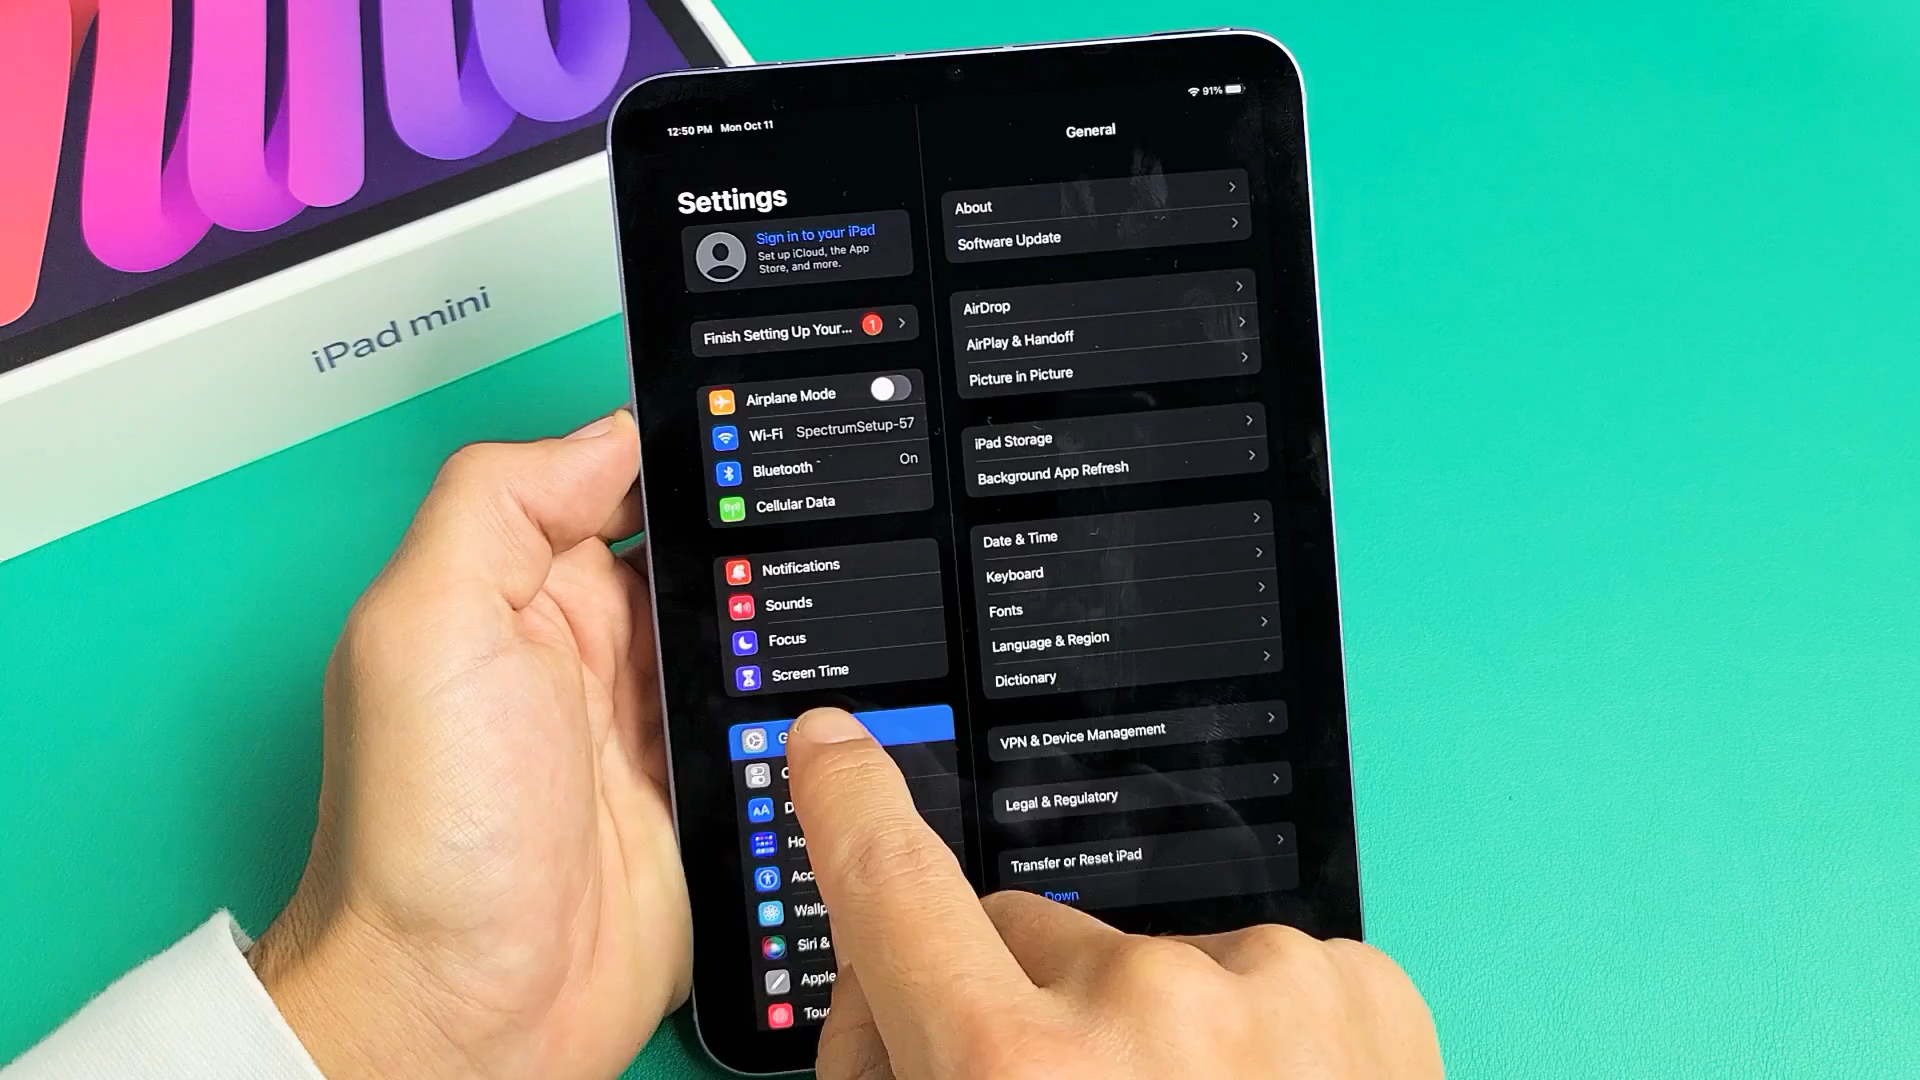 iPad mini
12:50 PM Mon Oct 11
91%
Settings
Sign in to your iPad
Set up iCloud, the App
Store, and more.
Finish Setting Up Your... 1
Airplane Mode
Wi-Fi SpectrumSetup-57
Bluetooth On
Cellular Data
Notifications
Sounds
Focus
Screen Time
AA
Siri &
Apple
General
About
Software Update
AirDrop
AirPlay & Handoff
Picture in Picture
iPad Storage
Background App Refresh
Date & Time
Keyboard
Fonts
Language & Region
Dictionary
VPN & Device Management
Legal & Regulatory
Transfer or Reset iPad
Down